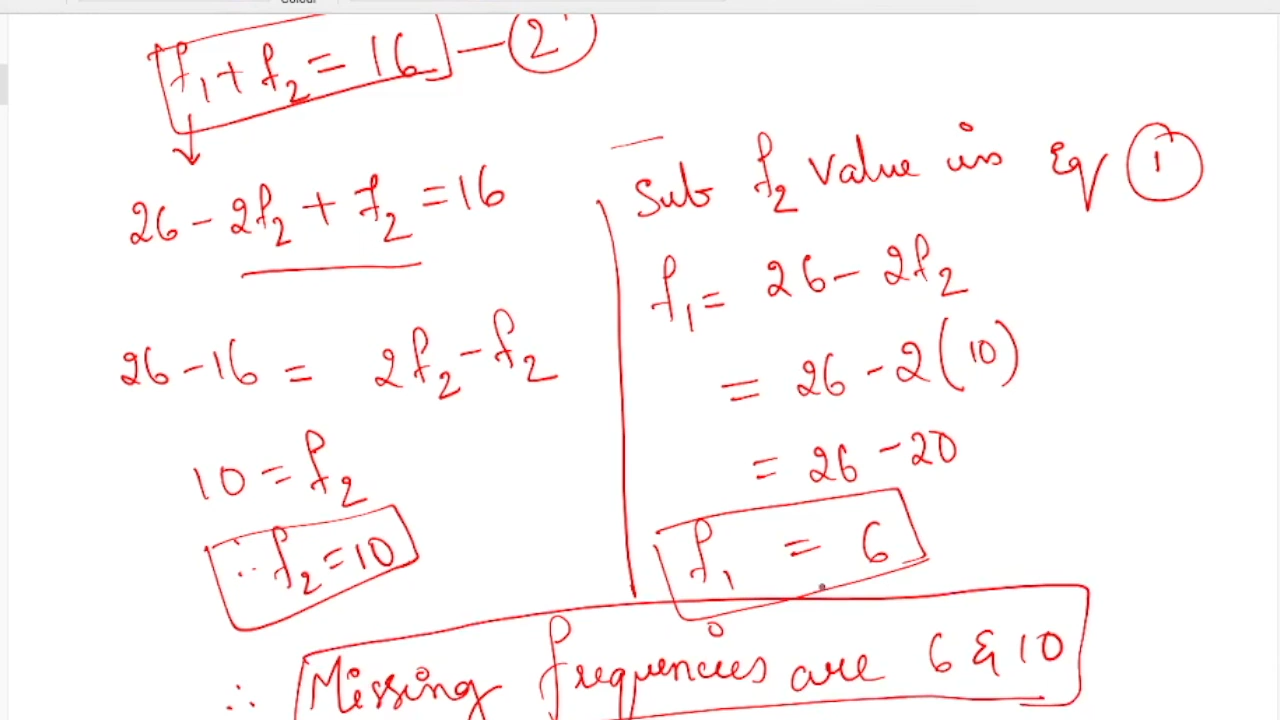 Colour
f₁ + f₂ = 16 — ②
26 - 2f₂ + f₂ = 16
26 - 16 = 2f₂ - f₂
10 = f₂
∴ f₂ = 10
Sub f₂ value in Eq ①
f₁ = 26 - 2f₂
= 26 - 2(10)
= 26 - 20
f₁ = 6
∴ Missing frequencies are 6 & 10